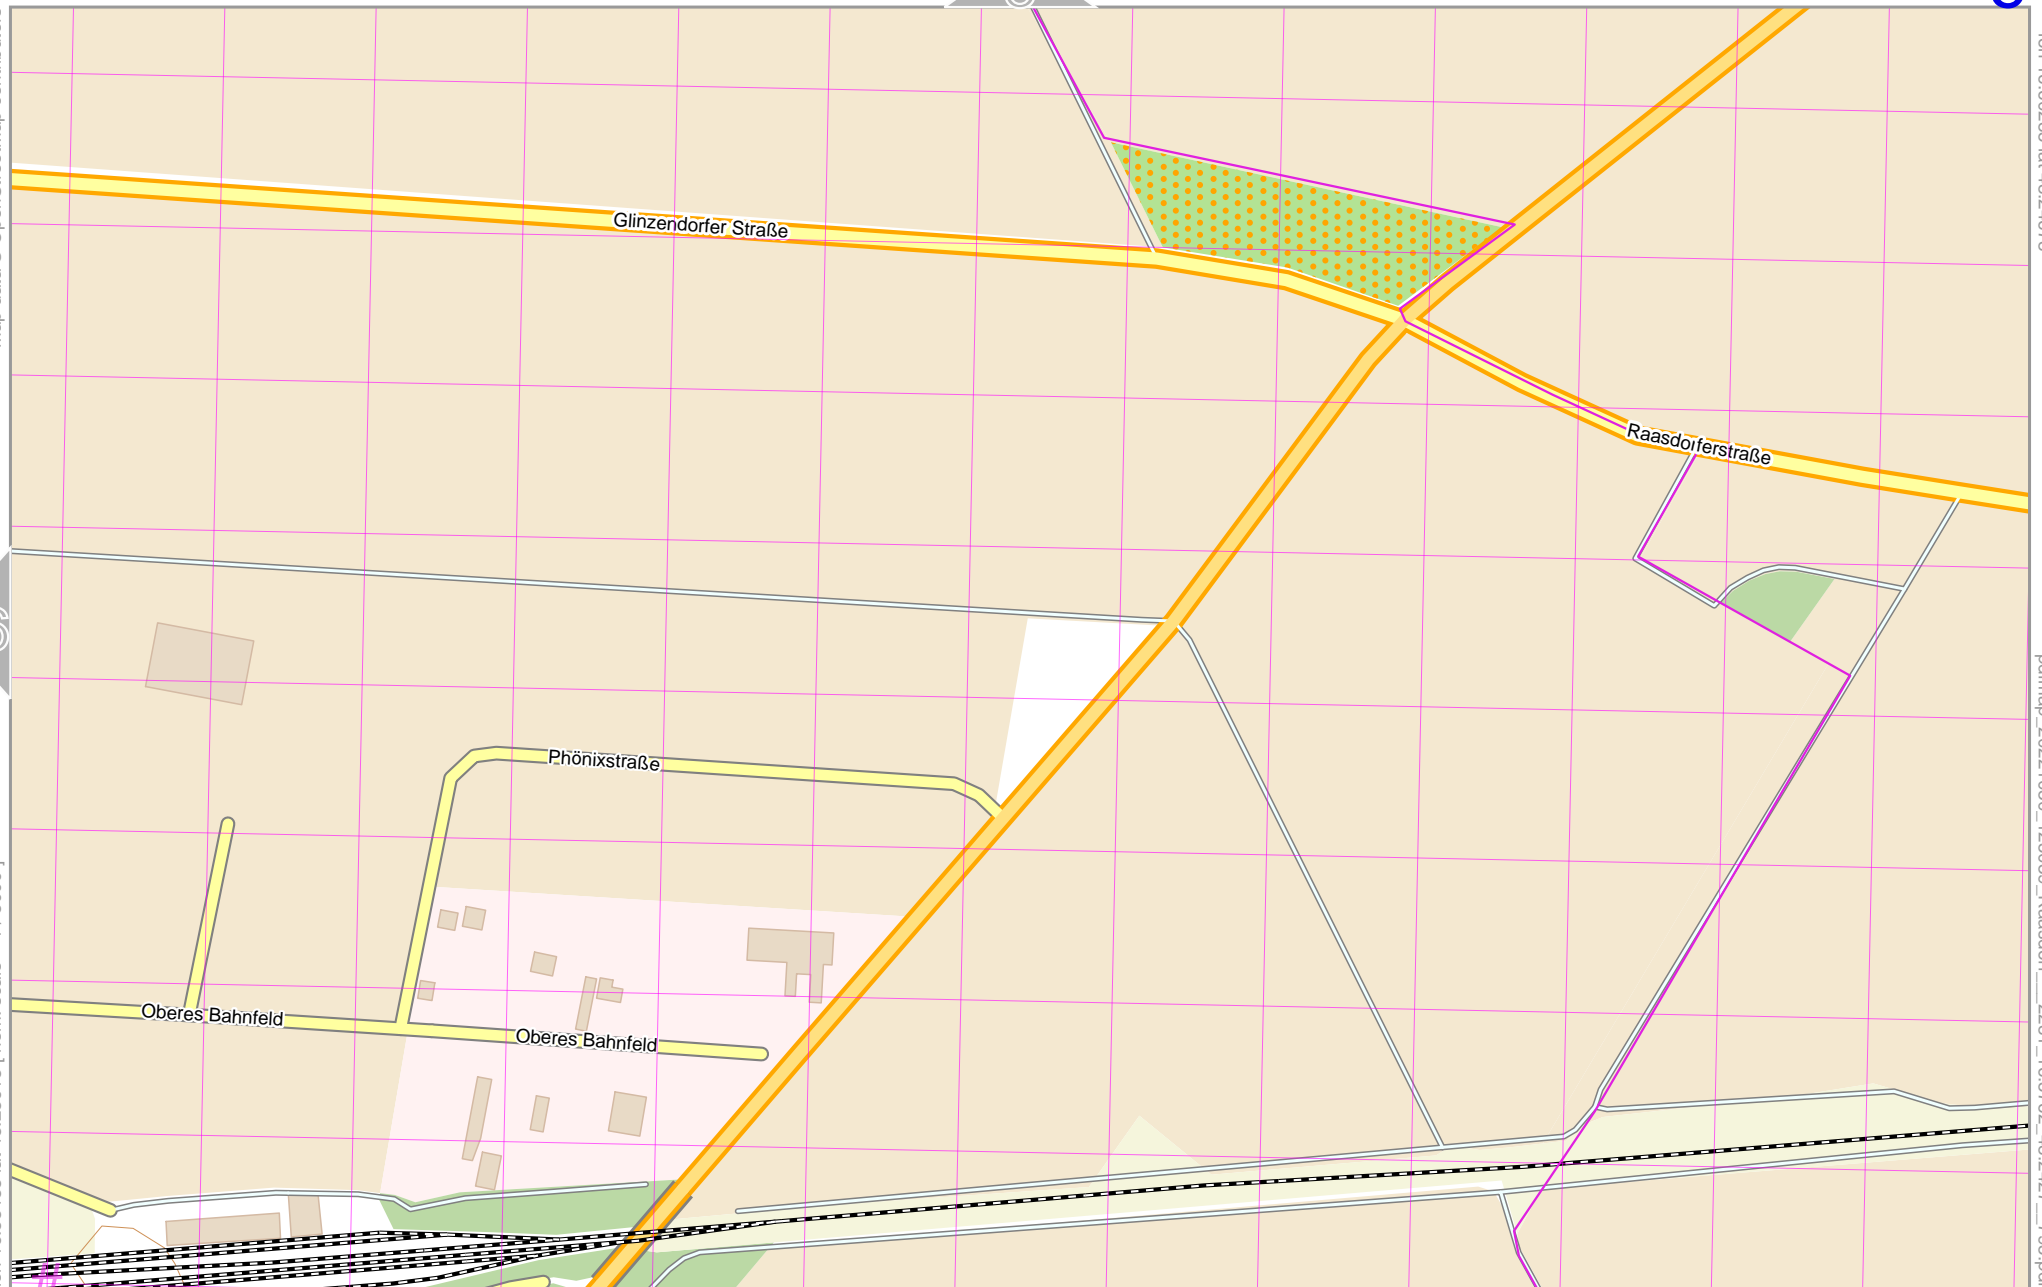 Glinzendorfer Straße
Raasdorferstraße
Phönixstraße
Oberes Bahnfeld
Oberes Bahnfeld
#